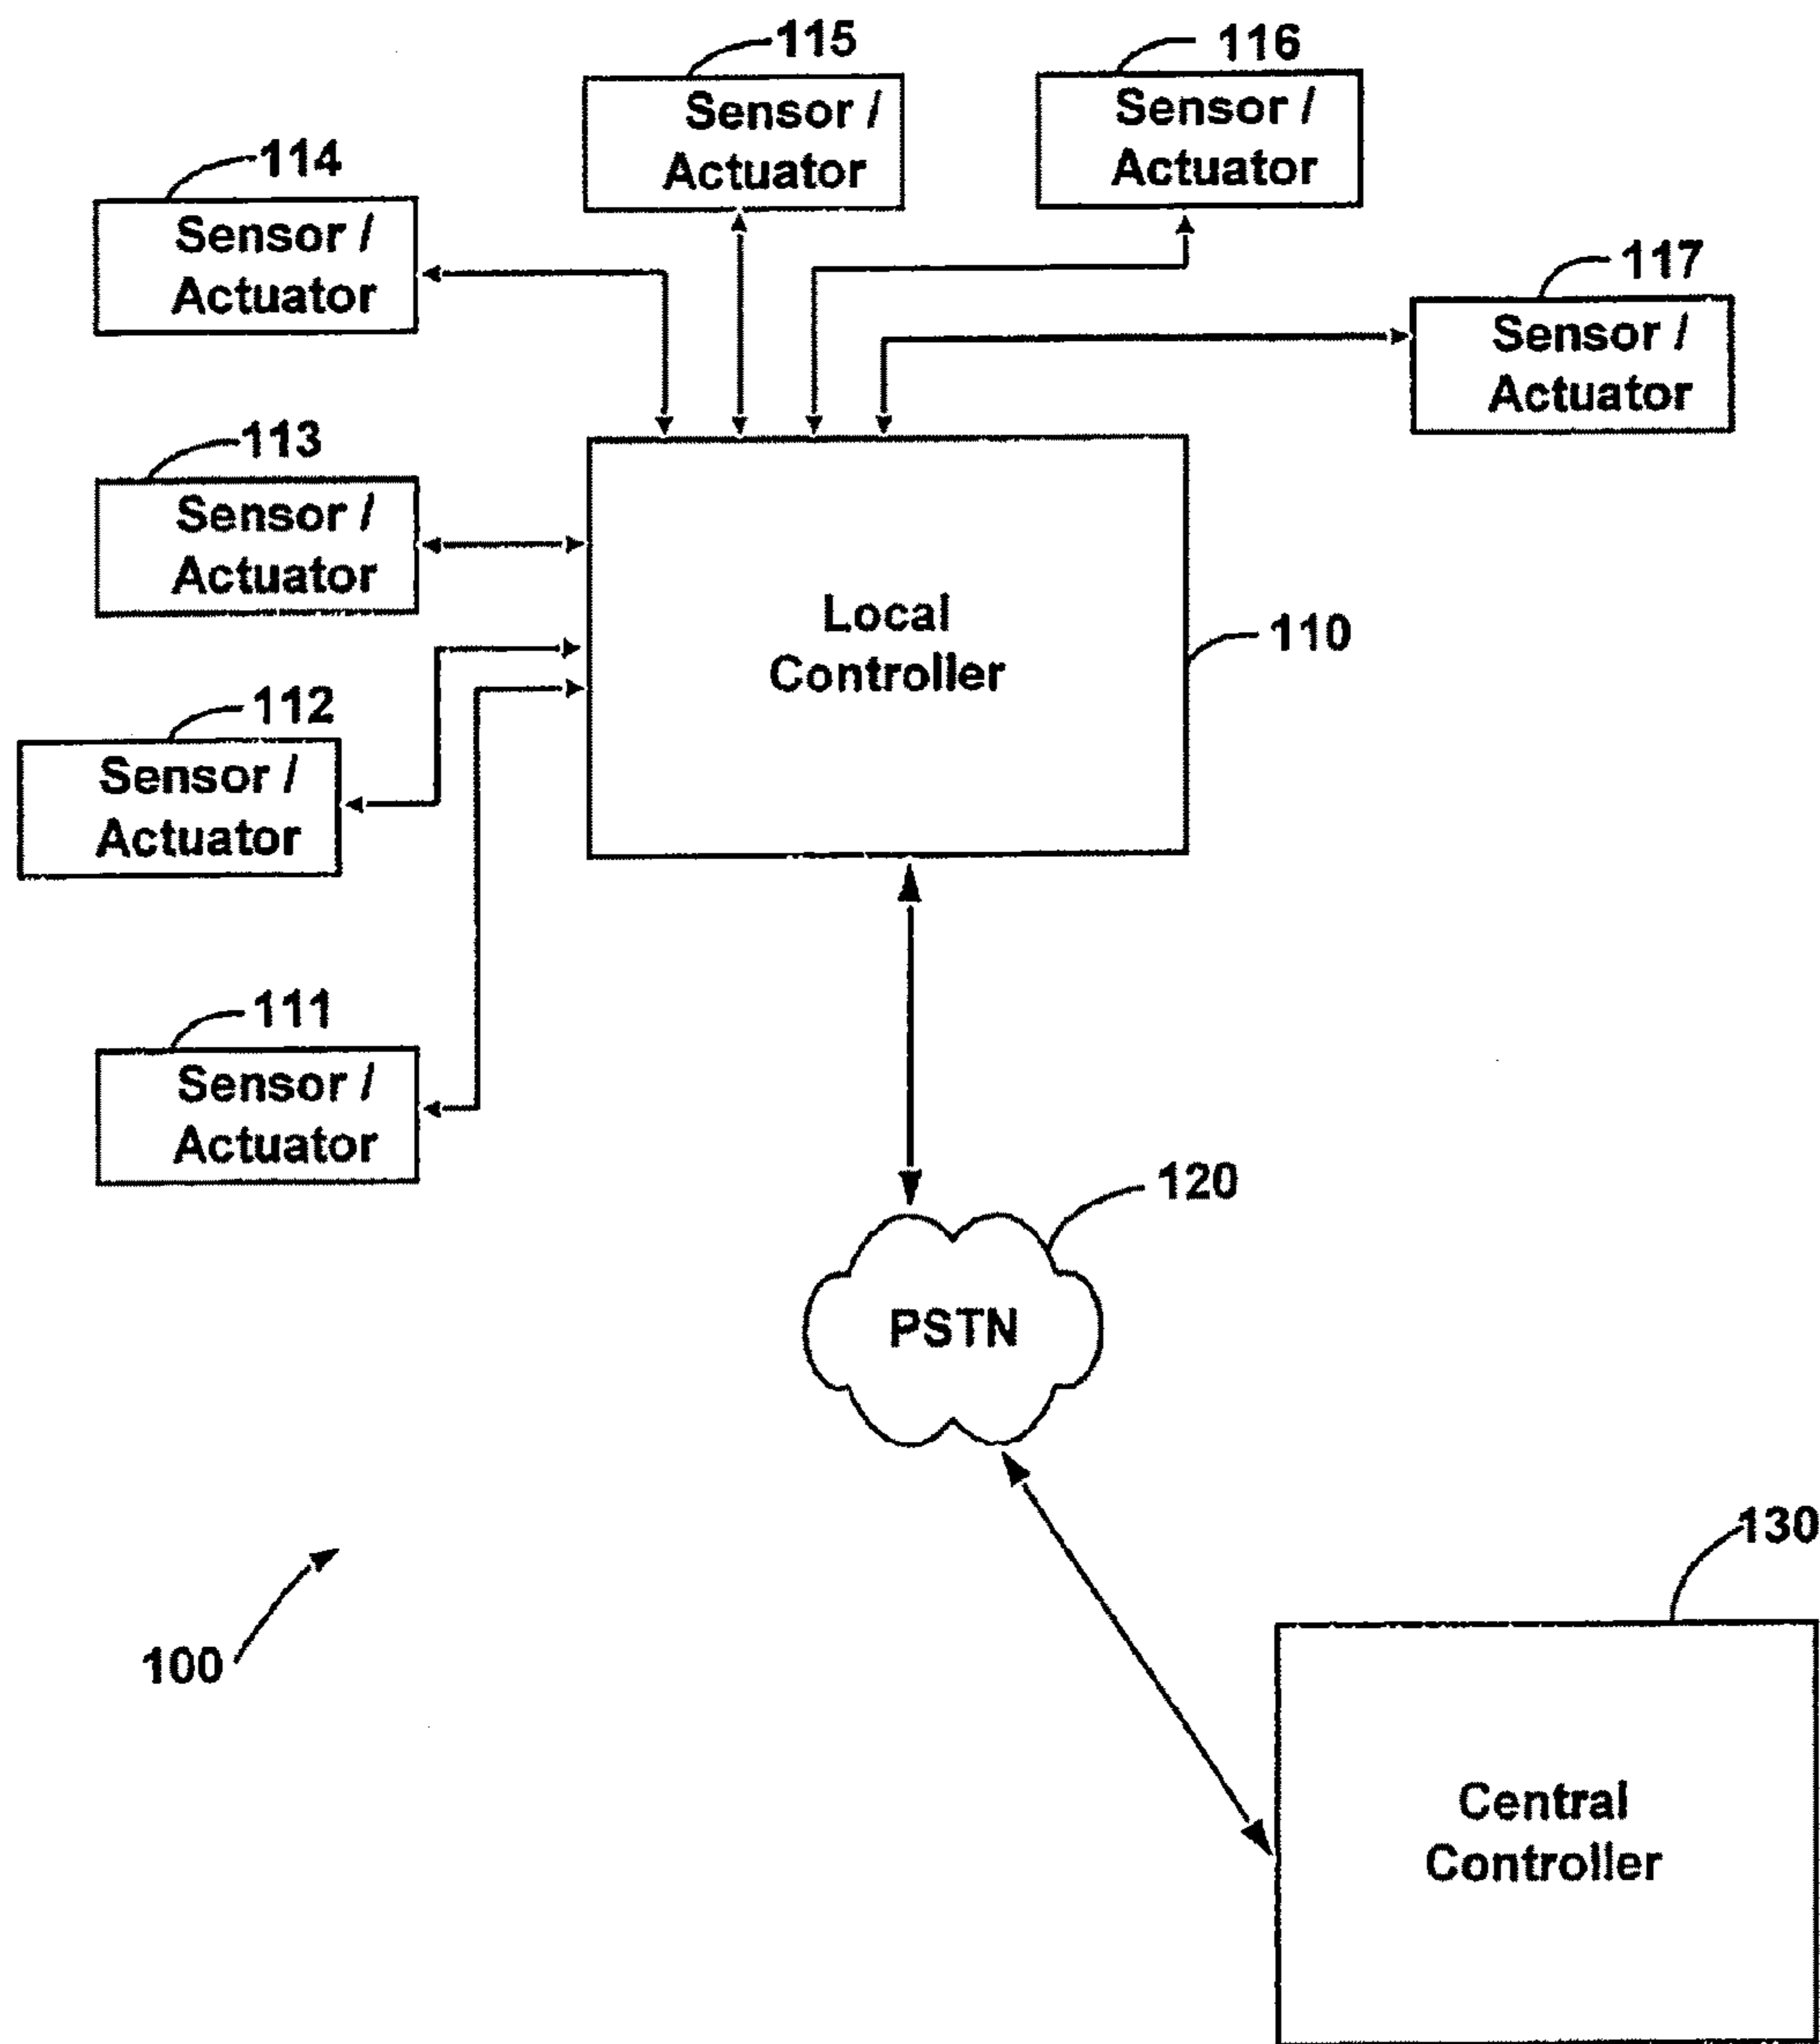 115
116
Sensor /
Actuator
Sensor /
Actuator
114
Sensor /
Actuator
117
Sensor /
Actuator
113
Sensor /
Actuator
Local
Controller
110
112
Sensor /
Actuator
111
Sensor /
Actuator
120
PSTN
130
100
Central
Controller